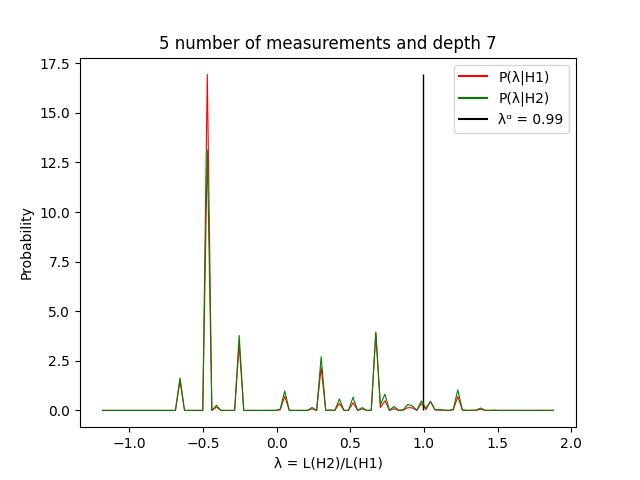 5 number of measurements and depth 7
P(λ|H1)
P(λ|H2)
λᵅ = 0.99
17.5
15.0
12.5
10.0
7.5
5.0
2.5
0.0
Probability
−1.0 −0.5 0.0 0.5 1.0 1.5 2.0
λ = L(H2)/L(H1)